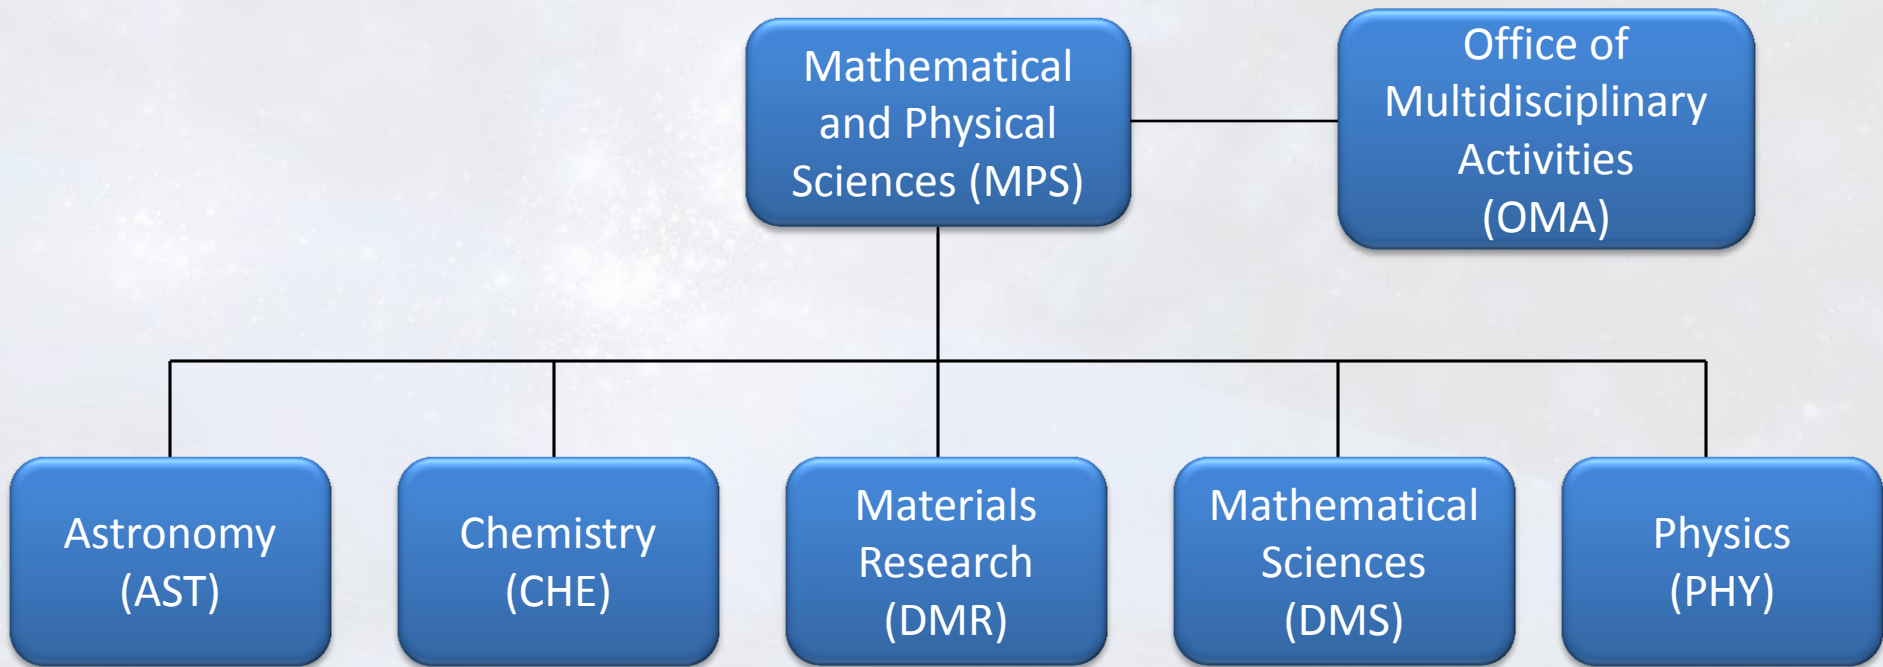 Mathematical
and Physical
Sciences (MPS)
Office of
Multidisciplinary
Activities
(OMA)
Astronomy
(AST)
Chemistry
(CHE)
Materials
Research
(DMR)
Mathematical
Sciences
(DMS)
Physics
(PHY)